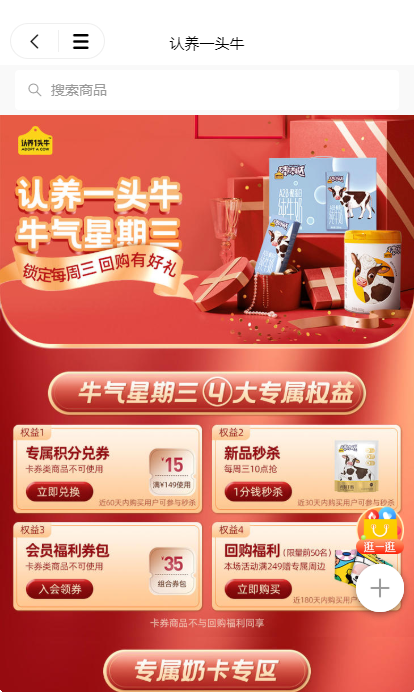 认养一头牛
搜索商品
认养1头牛
ADOPT A COW
认养一头牛
牛气星期三
锁定每周三 回购有好礼
牛气星期三4大专属权益
权益1
专属积分兑券
卡券类商品不可使用
立即兑换
¥15
满¥149使用
近60天内购买用户可参与秒杀
权益2
新品秒杀
每周三10点抢
1分钱秒杀
近30天内购买用户可参与秒杀
权益3
会员福利券包
卡券类商品不可使用
入会领券
¥35
组合券包
权益4
回购福利(限量前50名)
本场活动满249赠专属周边
立即购买
近180天内购买用户
逛一逛
卡券商品不与回购福利同享
专属奶卡专区